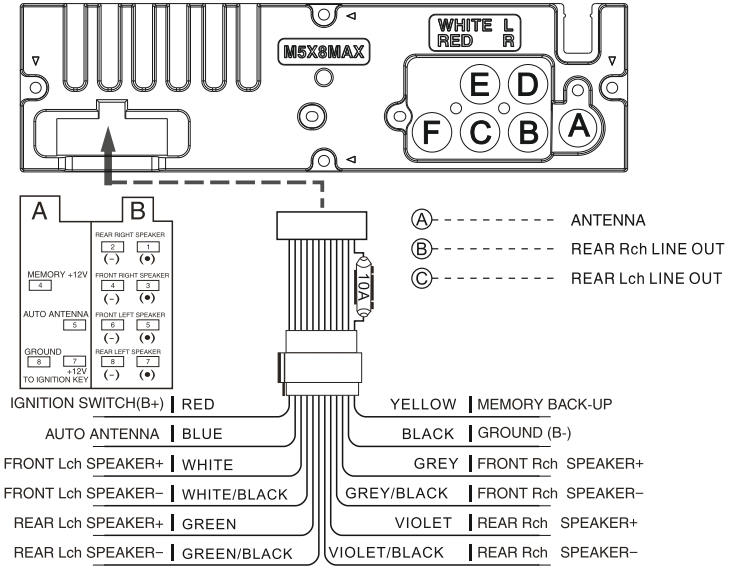 WHITE L
RED R
M5X8MAX
E D
F C B A
A B
REAR RIGHT SPEAKER
2 1
(-) (•)
MEMORY +12V FRONT RIGHT SPEAKER
4 4 3
(-) (•)
AUTO ANTENNA FRONT LEFT SPEAKER
5 6 5
(-) (•)
GROUND REAR LEFT SPEAKER
8 7 8 7
+12V (-) (•)
TO IGNITION KEY
10A
A ANTENNA
B REAR Rch LINE OUT
C REAR Lch LINE OUT
IGNITION SWITCH(B+) RED YELLOW MEMORY BACK-UP
AUTO ANTENNA BLUE BLACK GROUND (B-)
FRONT Lch SPEAKER+ WHITE GREY FRONT Rch SPEAKER+
FRONT Lch SPEAKER- WHITE/BLACK GREY/BLACK FRONT Rch SPEAKER-
REAR Lch SPEAKER+ GREEN VIOLET REAR Rch SPEAKER+
REAR Lch SPEAKER- GREEN/BLACK VIOLET/BLACK REAR Rch SPEAKER-